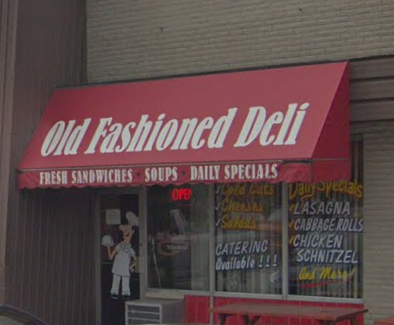 Old Fashioned Deli
FRESH SANDWICHES · SOUPS · DAILY SPECIALS
OPEN
Cold Cuts
Cheeses
Salads
CATERING
Available !!!
Daily Specials
LASAGNA
CABBAGE ROLLS
CHICKEN
SCHNITZEL
And More!